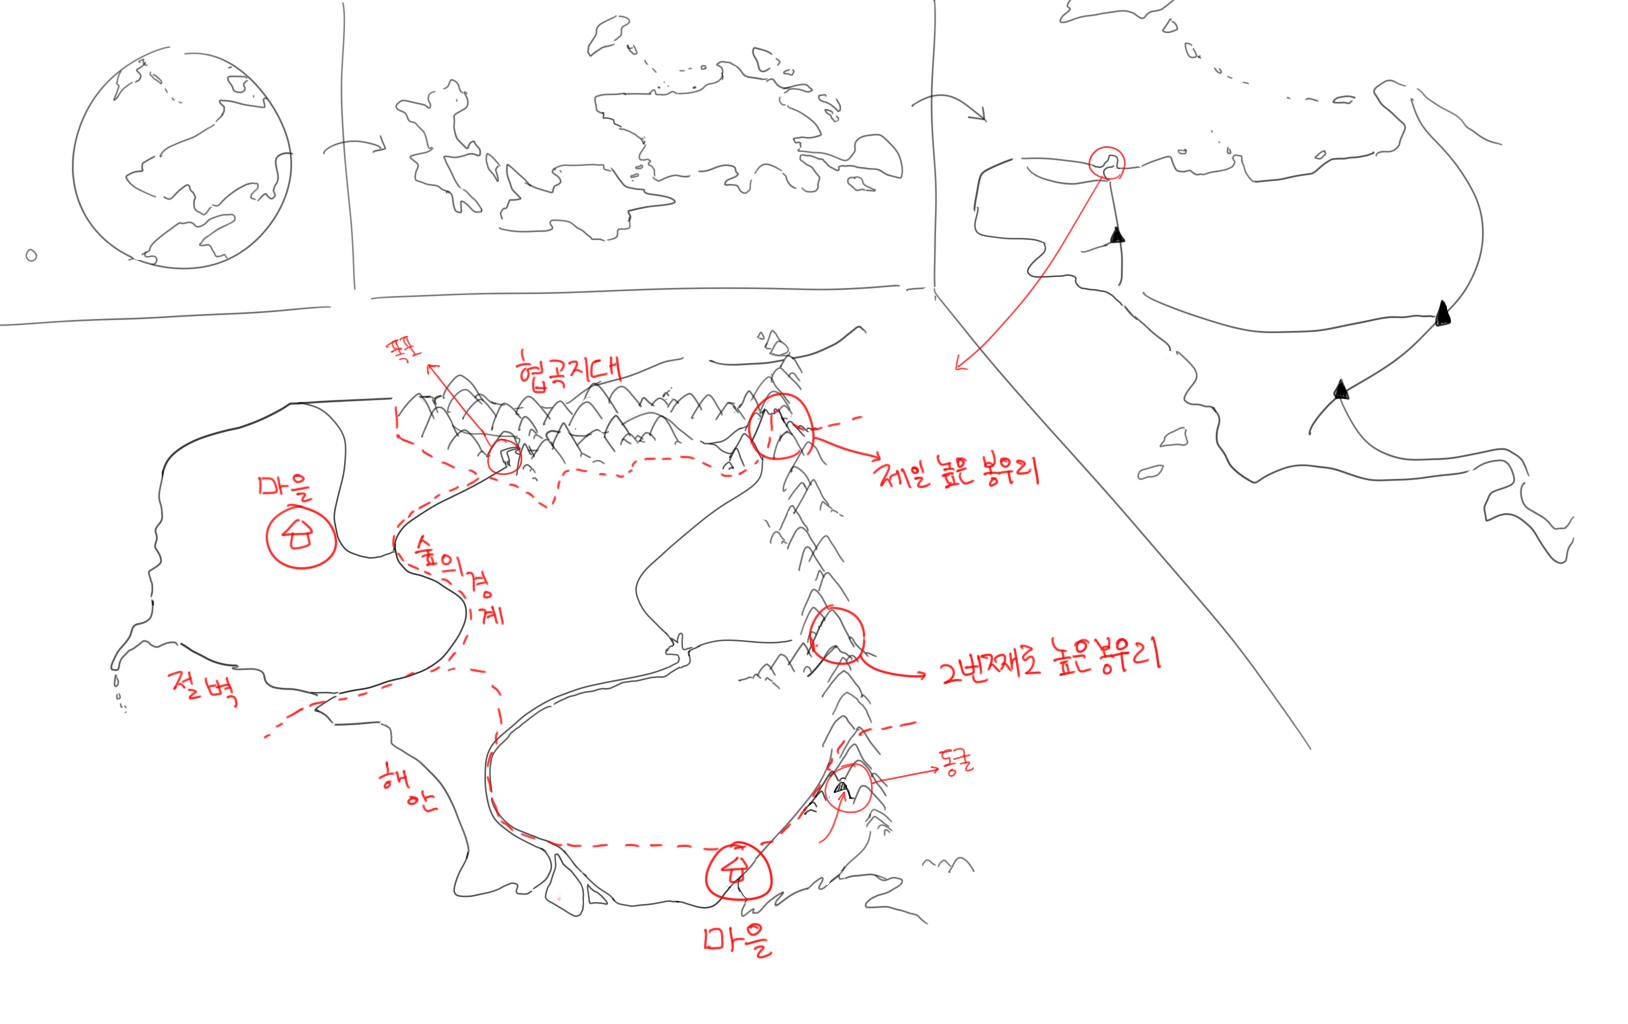 폭포
협곡지대
제일 높은 봉우리
마을
숲의경
계
2번째로 높은봉우리
절벽
동굴
해
안
마을